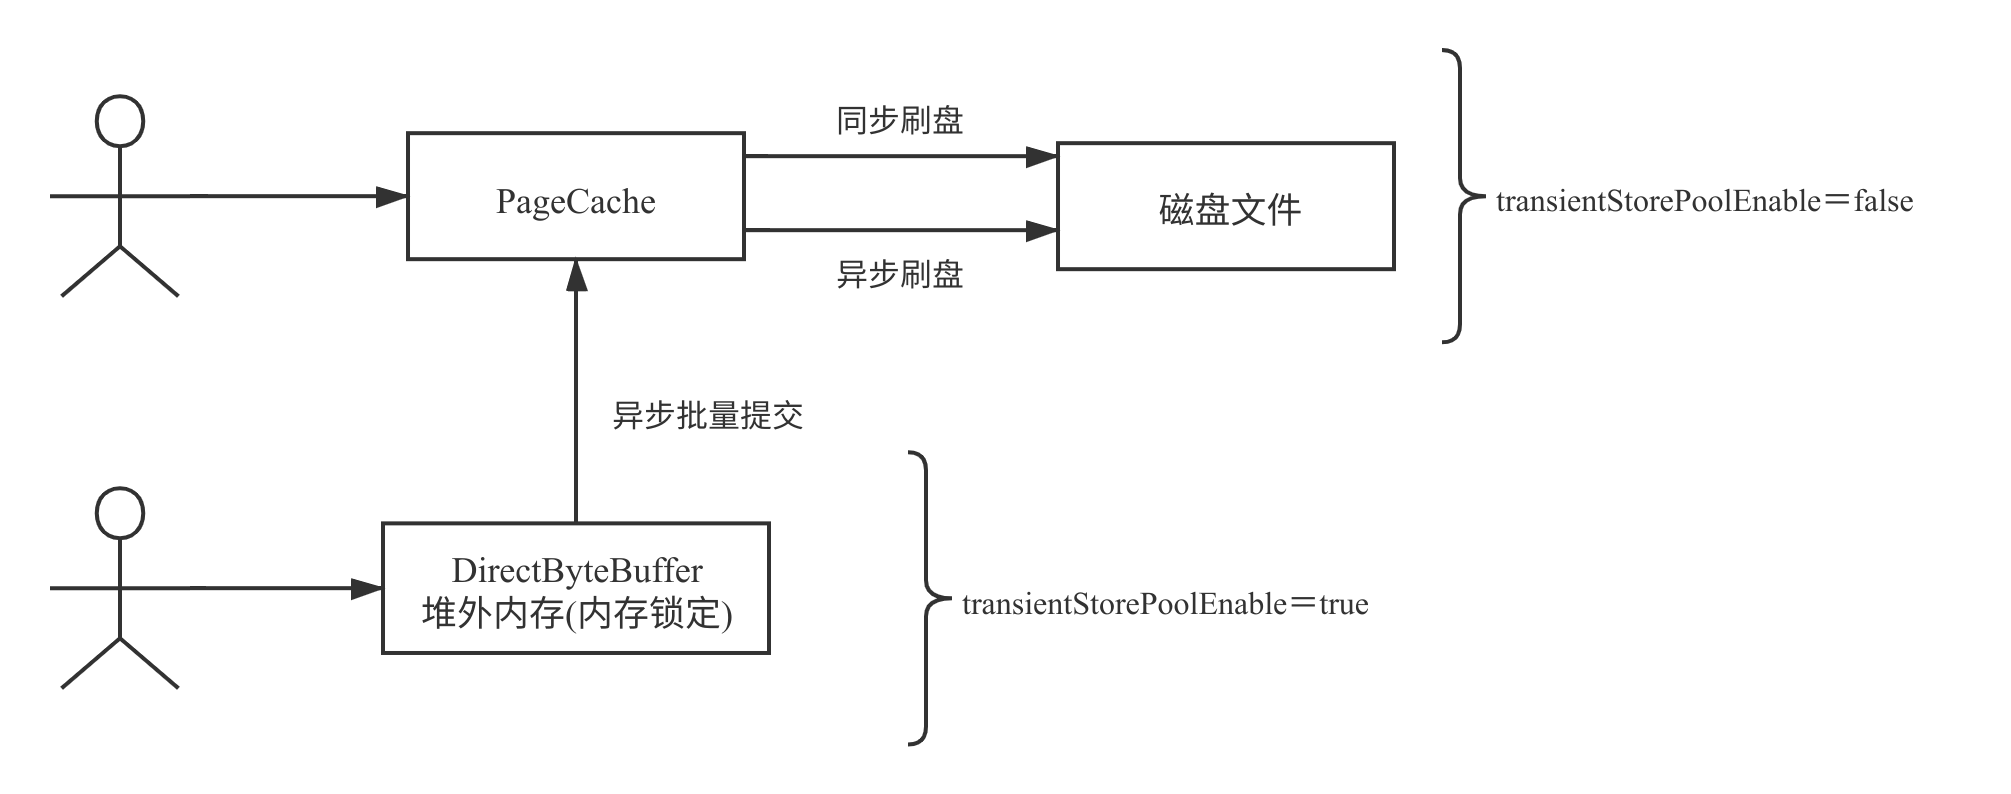 同步刷盘
PageCache
磁盘文件
transientStorePoolEnable＝false
异步刷盘
异步批量提交
DirectByteBuffer
堆外内存(内存锁定)
transientStorePoolEnable＝true